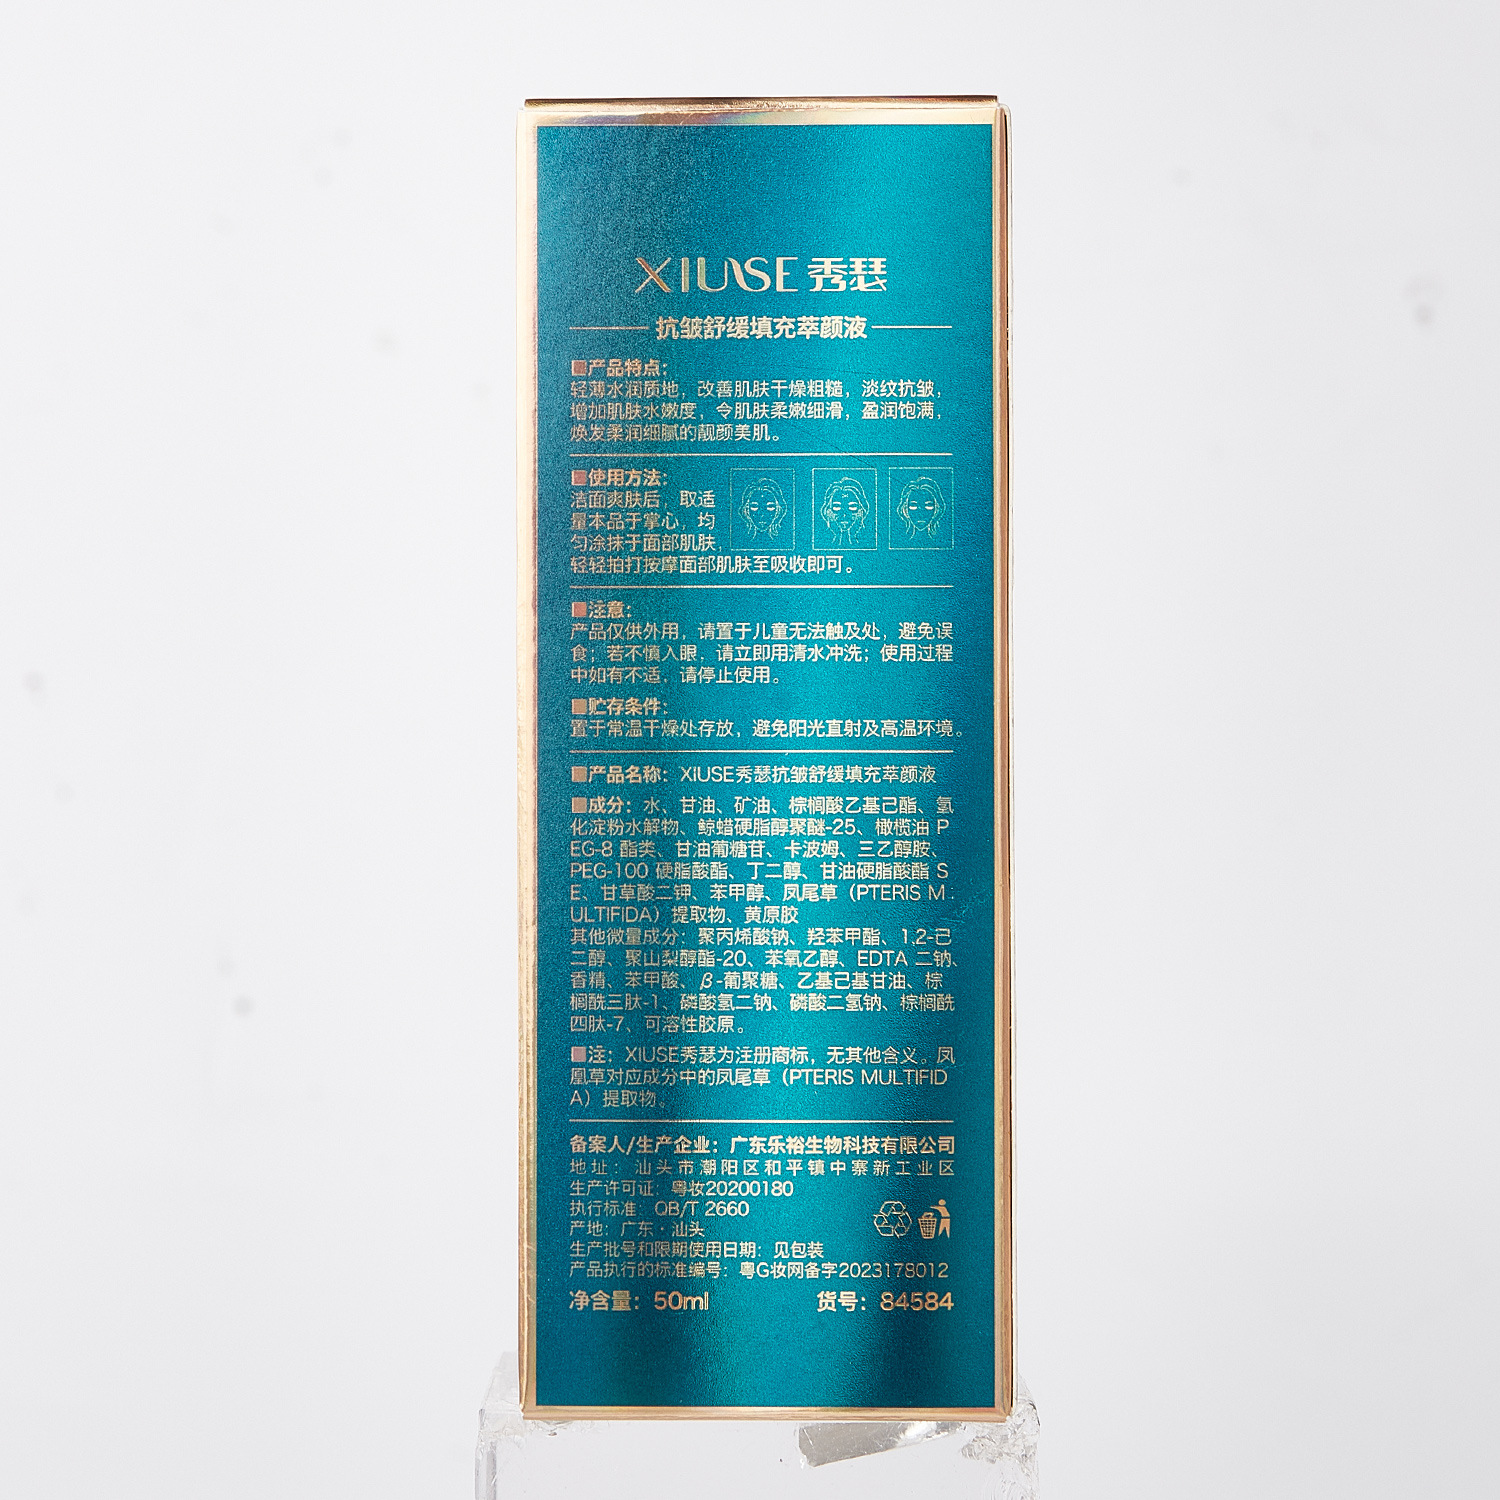 XIUSE 秀瑟
抗皱舒缓填充萃颜液
■产品特点：
轻薄水润质地，改善肌肤干燥粗糙，淡纹抗皱，
增加肌肤水嫩度，令肌肤柔嫩细滑，盈润饱满，
焕发柔润细腻的靓颜美肌。
■使用方法：
洁面爽肤后，取适
量本品于掌心，均
匀涂抹于面部肌肤，
轻轻拍打按摩面部肌肤至吸收即可。
■注意：
产品仅供外用，请置于儿童无法触及处，避免误
食；若不慎入眼，请立即用清水冲洗；使用过程
中如有不适，请停止使用。
■贮存条件：
置于常温干燥处存放，避免阳光直射及高温环境。
■产品名称：XIUSE秀瑟抗皱舒缓填充萃颜液
■成分：水、甘油、矿油、棕榈酸乙基己酯、氢
化淀粉水解物、鲸蜡硬脂醇聚醚-25、橄榄油 P
EG-8 酯类、甘油葡糖苷、卡波姆、三乙醇胺、
PEG-100 硬脂酸酯、丁二醇、甘油硬脂酸酯 S
E、甘草酸二钾、苯甲醇、凤尾草（PTERIS M
ULTIFIDA）提取物、黄原胶
其他微量成分：聚丙烯酸钠、羟苯甲酯、1,2-己
二醇、聚山梨醇酯-20、苯氧乙醇、EDTA 二钠、
香精、苯甲酸、β-葡聚糖、乙基己基甘油、棕
榈酰三肽-1、磷酸氢二钠、磷酸二氢钠、棕榈酰
四肽-7、可溶性胶原。
■注：XIUSE秀瑟为注册商标，无其他含义。凤
凰草对应成分中的凤尾草（PTERIS MULTIFID
A）提取物。
备案人/生产企业：广东乐裕生物科技有限公司
地址：汕头市潮阳区和平镇中寨新工业区
生产许可证：粤妆20200180
执行标准：QB/T 2660
产地：广东·汕头
生产批号和限期使用日期：见包装
产品执行的标准编号：粤G妆网备字2023178012
净含量：50ml 货号：84584